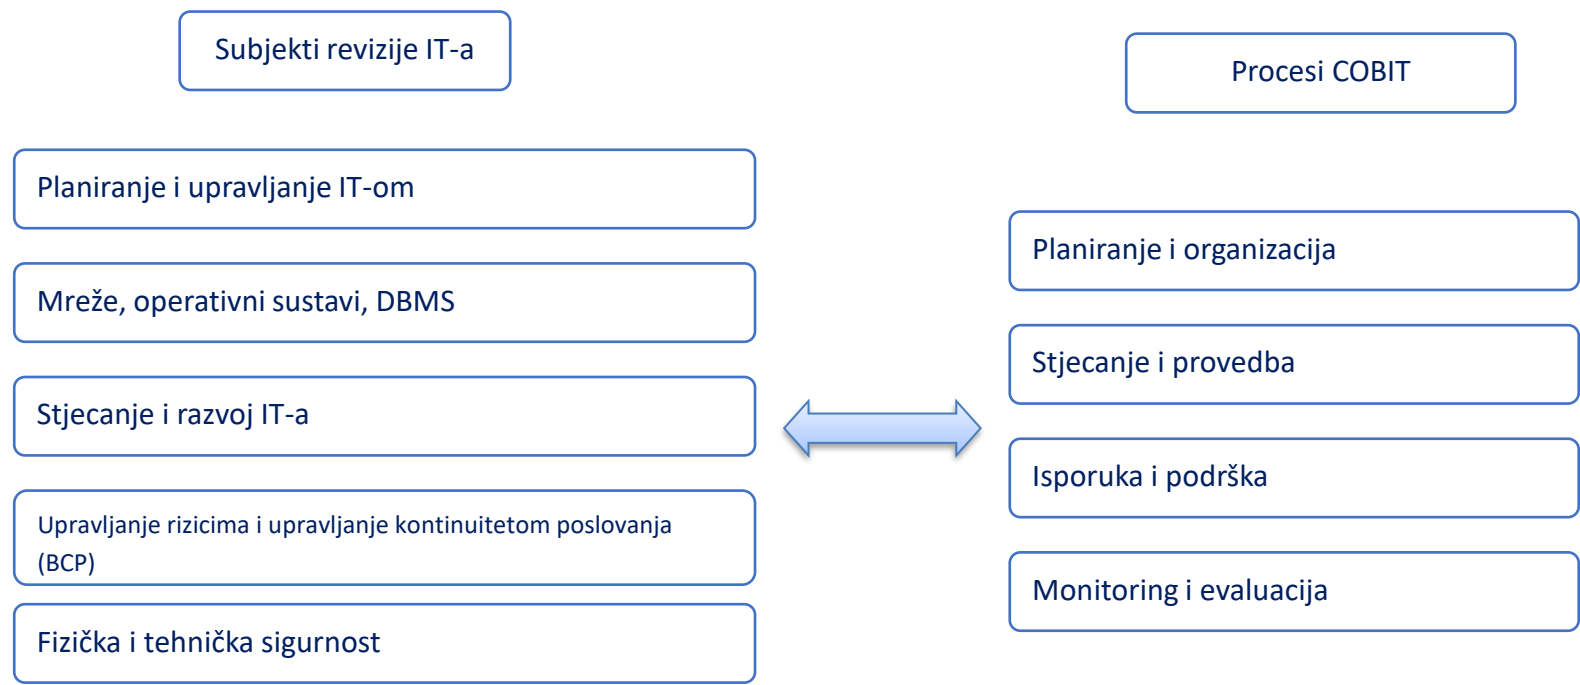 Subjekti revizije IT-a
Planiranje i upravljanje IT-om
Mreže, operativni sustavi, DBMS
Stjecanje i razvoj IT-a
Upravljanje rizicima i upravljanje kontinuitetom poslovanja
(BCP)
Fizička i tehnička sigurnost
Procesi COBIT
Planiranje i organizacija
Stjecanje i provedba
Isporuka i podrška
Monitoring i evaluacija